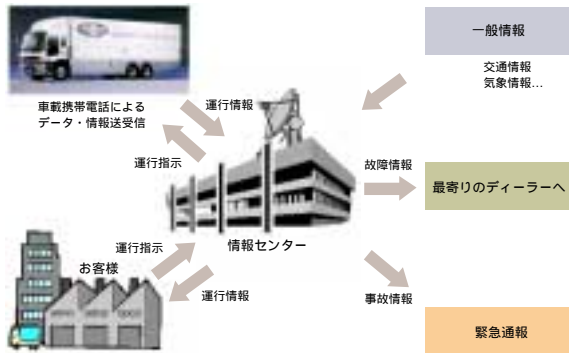 一般情報
交通情報
気象情報...
車載携帯電話による
データ・情報送受信
運行情報
運行指示
故障情報
最寄りのディーラーへ
情報センター
運行指示
お客様
運行情報
事故情報
緊急通報